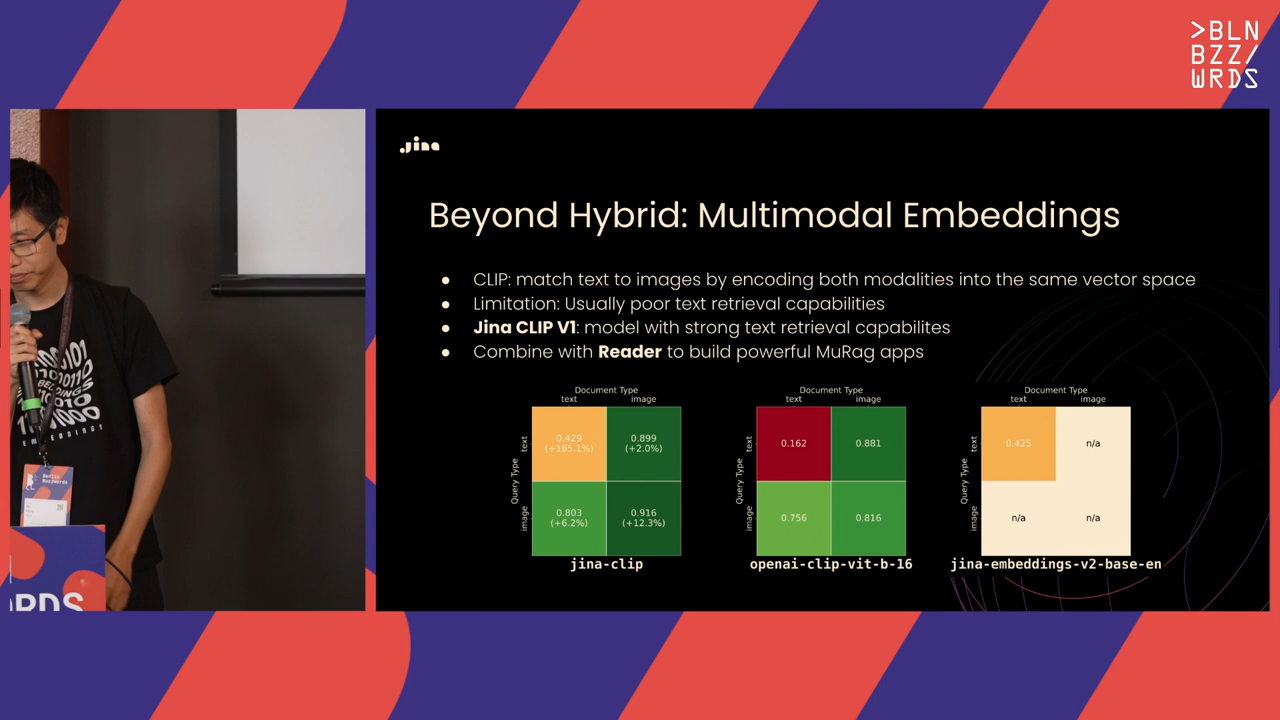 >BLN
BZZ/
WRDS
Jina
Beyond Hybrid: Multimodal Embeddings
● CLIP: match text to images by encoding both modalities into the same vector space
● Limitation: Usually poor text retrieval capabilities
● Jina CLIP V1: model with strong text retrieval capabilites
● Combine with Reader to build powerful MuRag apps
Document Type
text image
Query Type
text
image
0.429
(+165.1%)
0.899
(+2.0%)
0.803
(+6.2%)
0.916
(+12.3%)
jina-clip
Document Type
text image
Query Type
text
image
0.162 0.881
0.756 0.816
openai-clip-vit-b-16
Document Type
text image
Query Type
text
image
0.425 n/a
n/a n/a
jina-embeddings-v2-base-en
EMBEDDINGS
Berlin
Buzzwords
ORDS